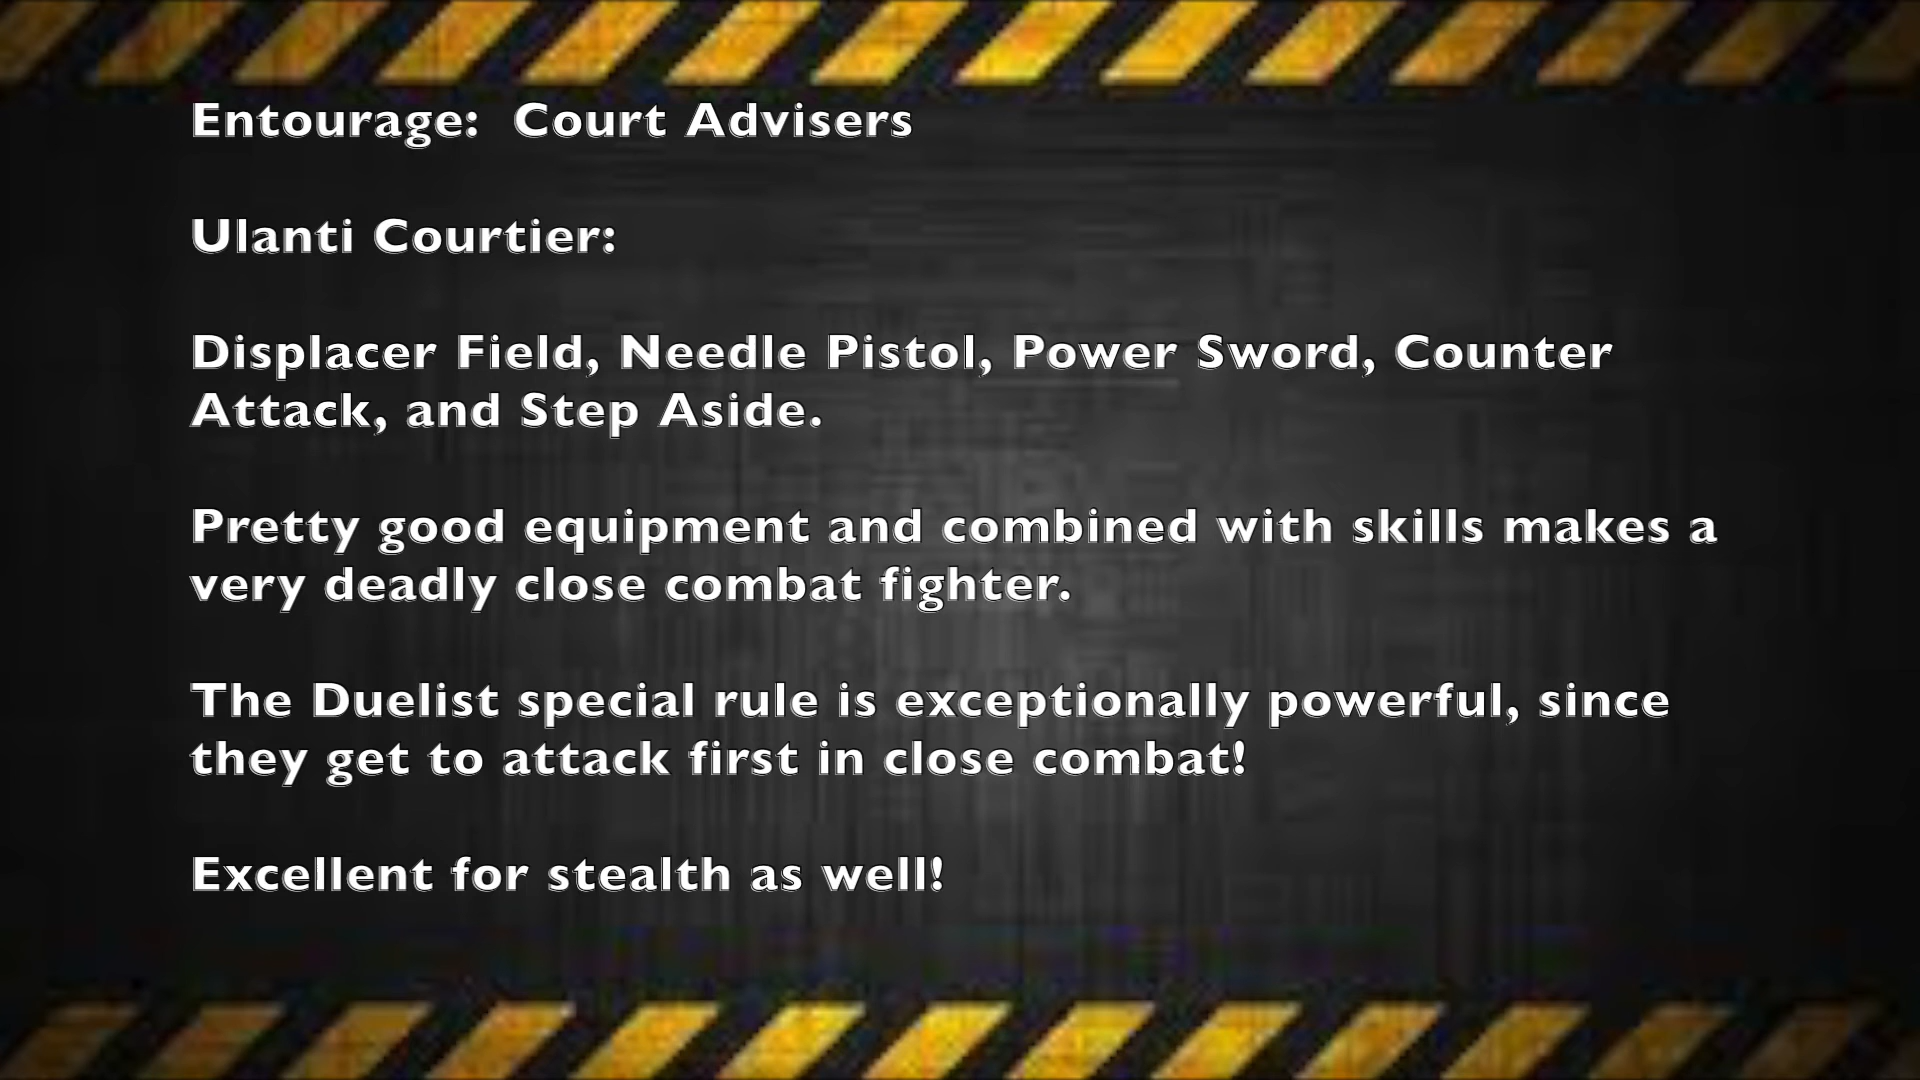 Entourage:  Court Advisers
Ulanti Courtier:
Displacer Field, Needle Pistol, Power Sword, Counter
Attack, and Step Aside.
Pretty good equipment and combined with skills makes a
very deadly close combat fighter.
The Duelist special rule is exceptionally powerful, since
they get to attack first in close combat!
Excellent for stealth as well!